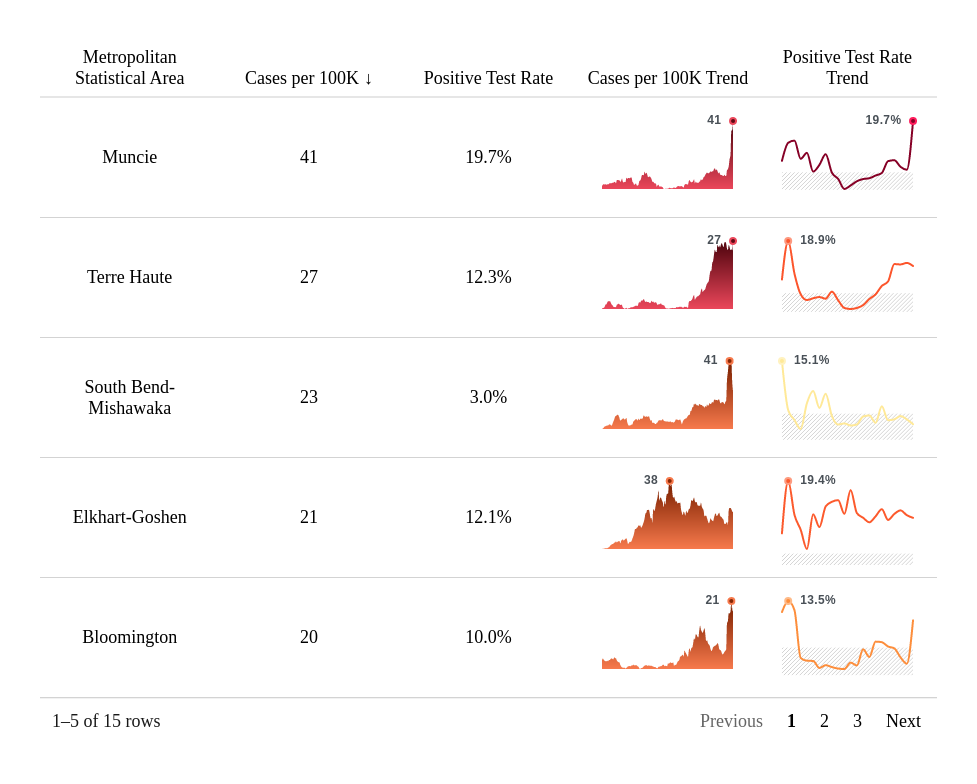 Metropolitan
Statistical Area
Cases per 100K ↓
Positive Test Rate
Cases per 100K Trend
Positive Test Rate
Trend
Muncie
41
19.7%
41
19.7%
Terre Haute
27
12.3%
27
18.9%
South Bend-
Mishawaka
23
3.0%
41
15.1%
Elkhart-Goshen
21
12.1%
38
19.4%
Bloomington
20
10.0%
21
13.5%
1–5 of 15 rows
Previous 1 2 3 Next